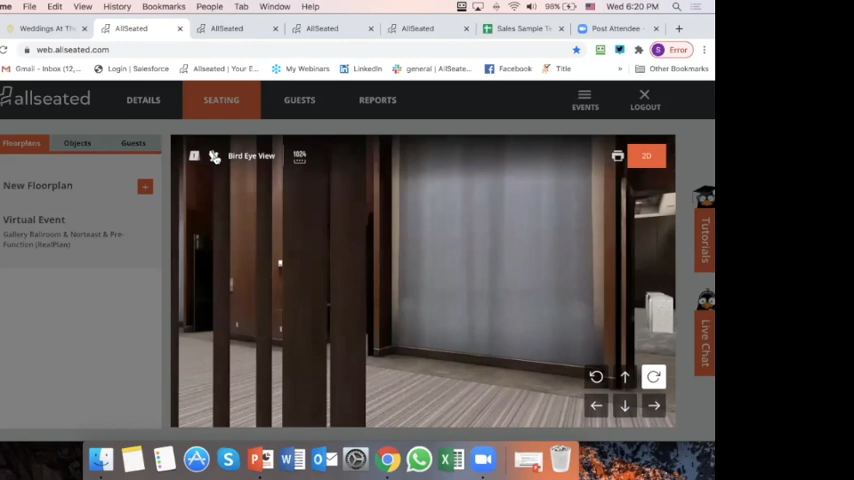 me File Edit View History Bookmarks People Tab Window Help 98% Wed 6:20 PM
Weddings At Th AllSeated AllSeated AllSeated AllSeated Sales Sample Te Post Attendee -
web.allseated.com Error
Gmail - Inbox (12,... Login | Salesforce Allseated | Your E... My Webinars LinkedIn general | AllSeate... Facebook Title » Other Bookmarks
allseated DETAILS SEATING GUESTS REPORTS EVENTS LOGOUT
Floorplans Objects Guests
Bird Eye View 1024 2D
New Floorplan +
Virtual Event
Gallery Ballroom & Norteast & Pre-
Function (RealPlan)
Tutorials
Live Chat